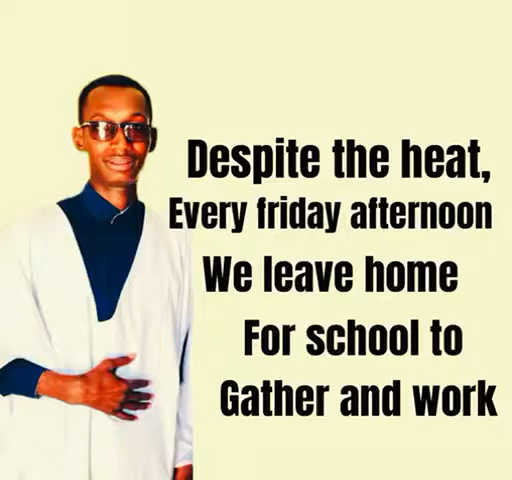 Despite the heat,
Every friday afternoon
We leave home
For school to
Gather and work